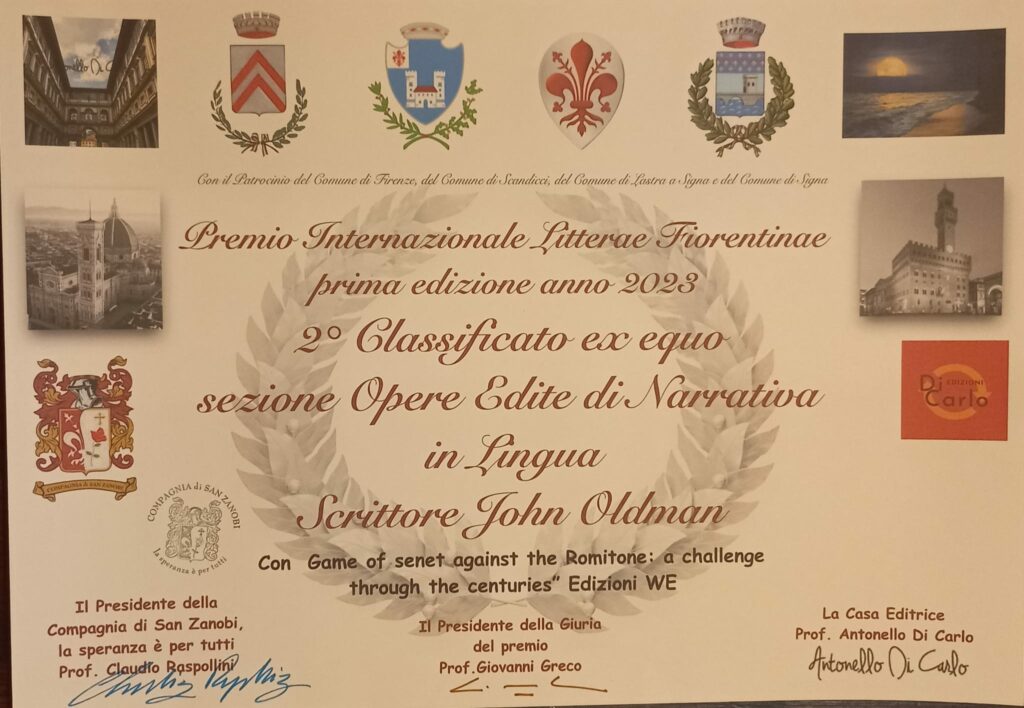 Con il Patrocinio del Comune di Firenze, del Comune di Scandicci, del Comune di Lastra a Signa e del Comune di Signa
Premio Internazionale Litterae Fiorentinae
prima edizione anno 2023
2° Classificato ex equo
sezione Opere Edite di Narrativa
in Lingua
Scrittore John Oldman
Con Game of senet against the Romitone: a challenge
through the centuries” Edizioni WE
Di Carlo
EDIZIONI
COMPAGNIA di SAN ZANOBI
COMPAGNIA di SAN ZANOBI
la speranza è per tutti
Il Presidente della
Compagnia di San Zanobi,
la speranza è per tutti
Prof. Claudio Raspollini
Il Presidente della Giuria
del premio
Prof.Giovanni Greco
La Casa Editrice
Prof. Antonello Di Carlo
Antonello Di Carlo